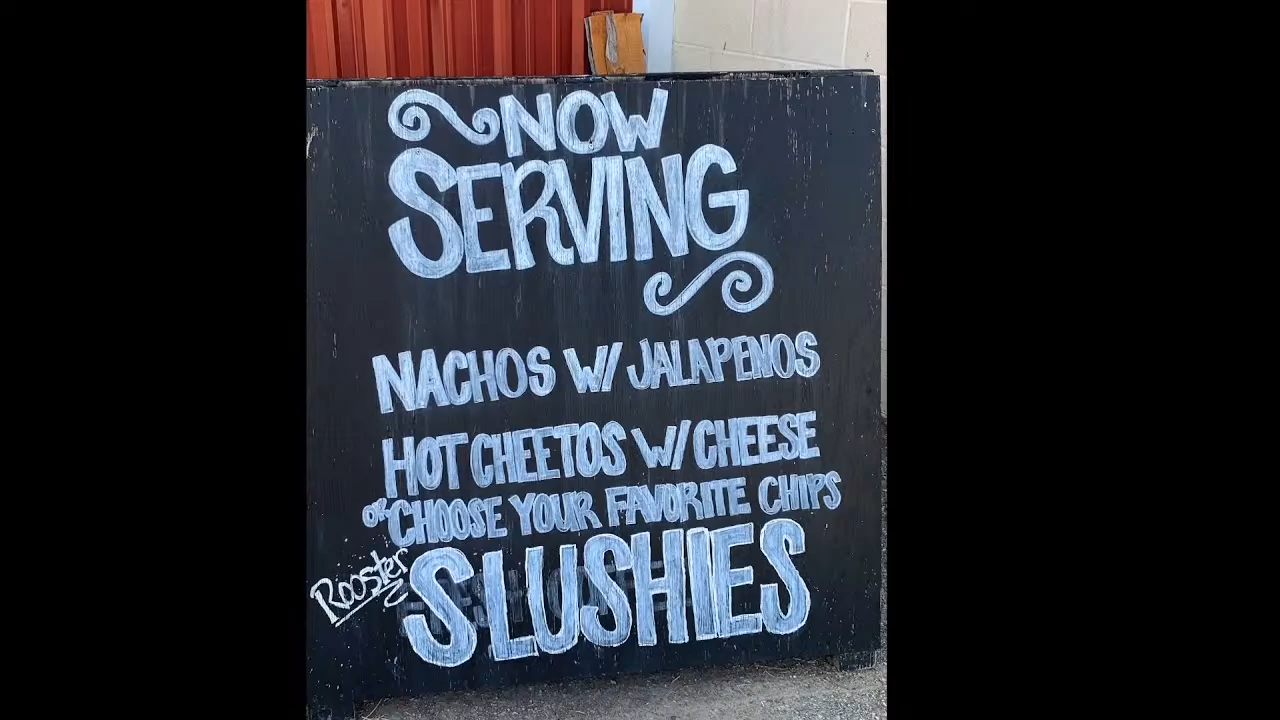 NOW
SERVING
NACHOS W/ JALAPENOS
HOT CHEETOS W/ CHEESE
OR CHOOSE YOUR FAVORITE CHIPS
Rooster SLUSHIES